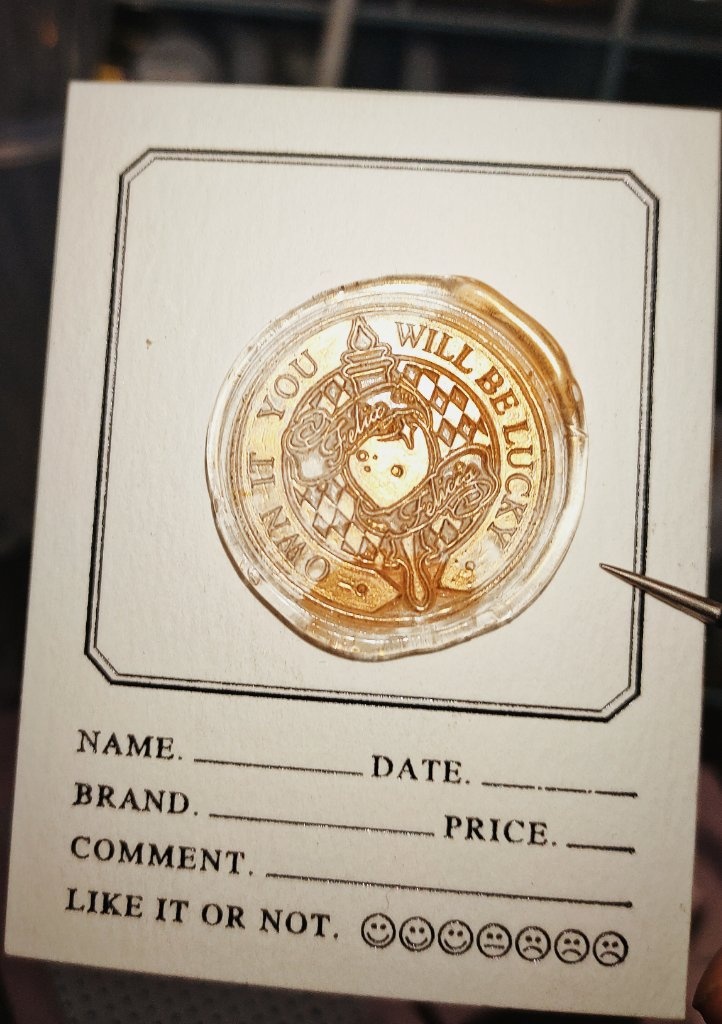 OWN IT YOU WILL BE LUCKY
Felix
Felicis
NAME. DATE.
BRAND. PRICE.
COMMENT.
LIKE IT OR NOT.